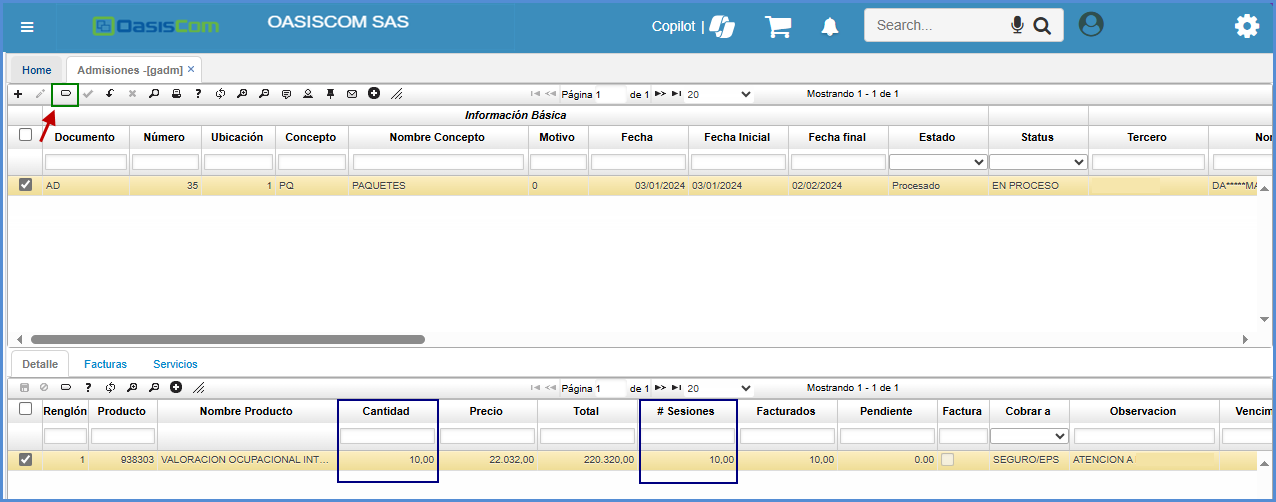 OasisCom
OASISCOM SAS
Copilot |
Search...
Home
Admisiones -[gadm] ×
Página 1 de 1 20 Mostrando 1 - 1 de 1
Información Básica
Documento Número Ubicación Concepto Nombre Concepto Motivo Fecha Fecha Inicial Fecha final Estado Status Tercero Nor
AD 35 1 PQ PAQUETES 0 03/01/2024 03/01/2024 02/02/2024 Procesado EN PROCESO DA*****MA
Detalle Facturas Servicios
Página 1 de 1 20 Mostrando 1 - 1 de 1
Renglón Producto Nombre Producto Cantidad Precio Total # Sesiones Facturados Pendiente Factura Cobrar a Observacion Vencim
1 938303 VALORACION OCUPACIONAL INT... 10,00 22.032,00 220.320,00 10,00 10,00 0.00 SEGURO/EPS ATENCION A